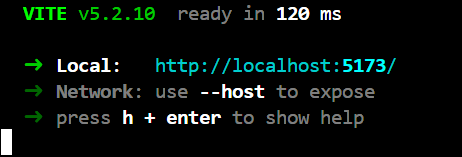 VITE v5.2.10 ready in 120 ms
➜ Local: http://localhost:5173/
➜ Network: use --host to expose
➜ press h + enter to show help